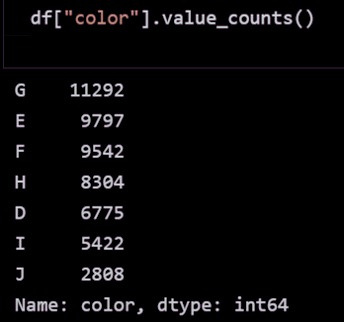 df["color"].value_counts()
G 11292
E 9797
F 9542
H 8304
D 6775
I 5422
J 2808
Name: color, dtype: int64